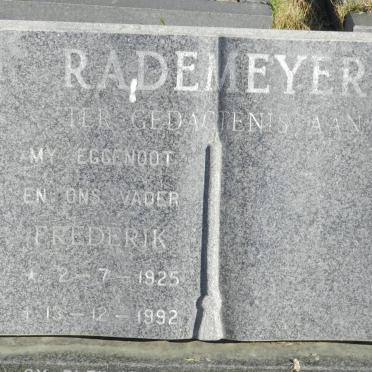 RADEMEYER
TER GEDAGTENIS AAN
MY EGGENOOT
EN ONS VADER
FREDERIK
* 2-7-1925
† 13-12-1992